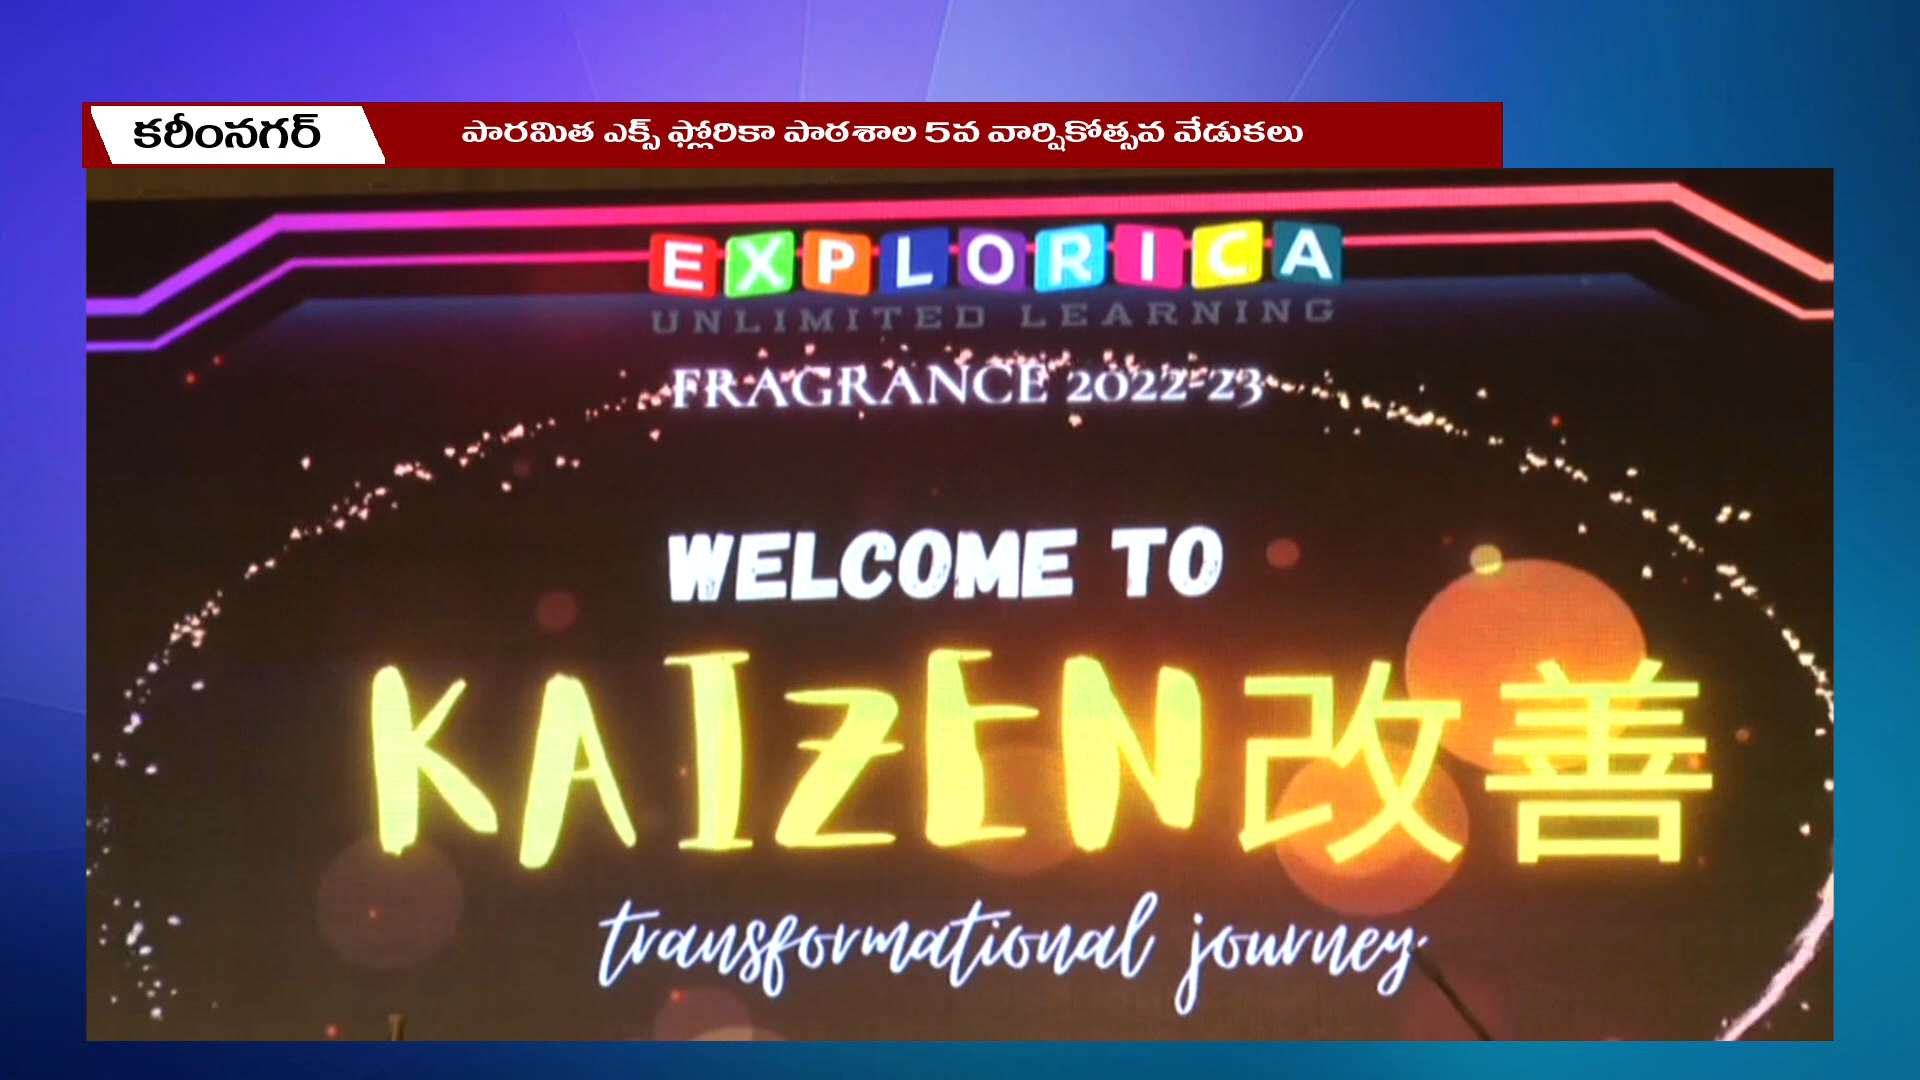 కరీంనగర్
పారమిత ఎక్స్ ఫ్లోరికా పాఠశాల 5వ వార్షికోత్సవ వేడుకలు
EXPLORICA
UNLIMITED LEARNING
FRAGRANCE 2022-23
WELCOME TO
KAIZEN改善
transformational journey